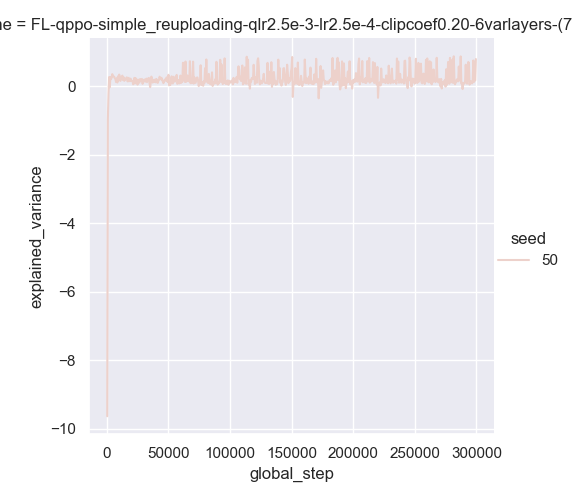 ne = FL-qppo-simple_reuploading-qlr2.5e-3-lr2.5e-4-clipcoef0.20-6varlayers-(7
0
−2
−4
−6
−8
−10
explained_variance
0 50000 100000 150000 200000 250000 300000
global_step
seed
50